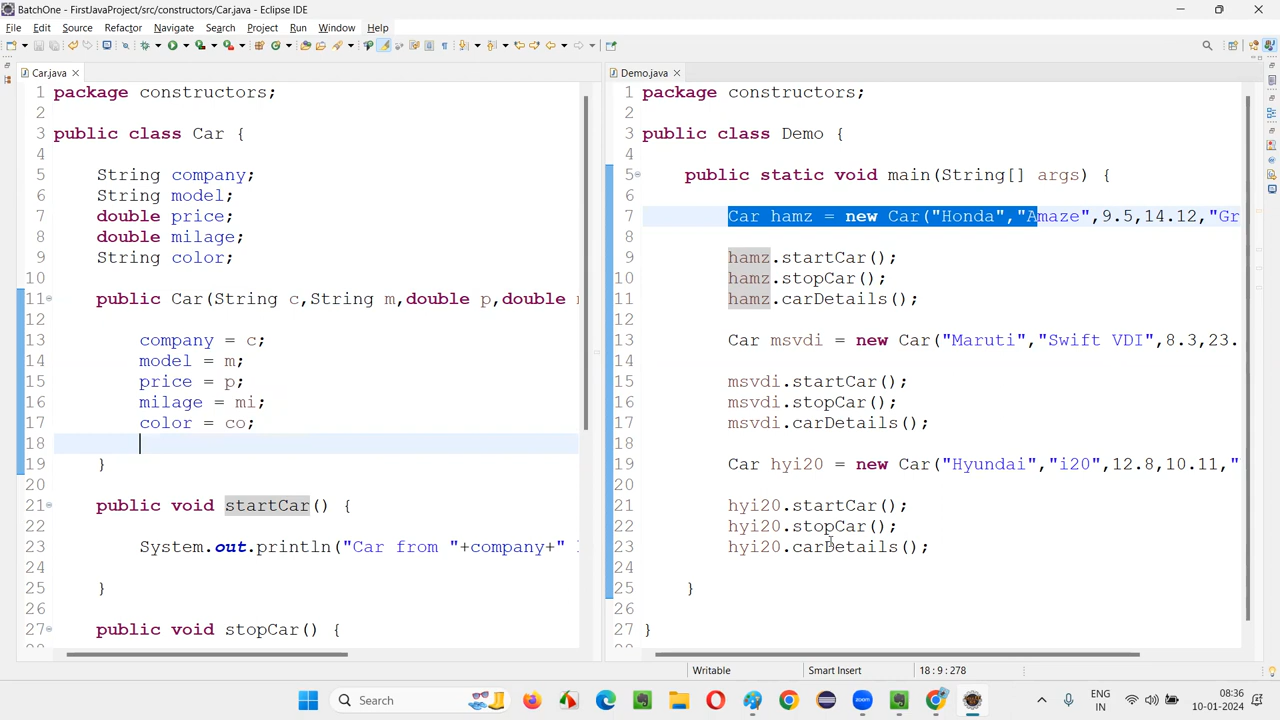 BatchOne - FirstJavaProject/src/constructors/Car.java - Eclipse IDE
File Edit Source Refactor Navigate Search Project Run Window Help
Car.java
1 package constructors;
2
3 public class Car {
4
5 String company;
6 String model;
7 double price;
8 double milage;
9 String color;
10
11 public Car(String c,String m,double p,double
12
13 company = c;
14 model = m;
15 price = p;
16 milage = mi;
17 color = co;
18
19 }
20
21 public void startCar() {
22
23 System.out.println("Car from "+company+"
24
25 }
26
27 public void stopCar() {
Demo.java
1 package constructors;
2
3 public class Demo {
4
5 public static void main(String[] args) {
6
7 Car hamz = new Car("Honda","Amaze",9.5,14.12,"Gr
8
9 hamz.startCar();
10 hamz.stopCar();
11 hamz.carDetails();
12
13 Car msvdi = new Car("Maruti","Swift VDI",8.3,23.
14
15 msvdi.startCar();
16 msvdi.stopCar();
17 msvdi.carDetails();
18
19 Car hyi20 = new Car("Hyundai","i20",12.8,10.11,"
20
21 hyi20.startCar();
22 hyi20.stopCar();
23 hyi20.carDetails();
24
25 }
26
27 }
Writable Smart Insert 18:9:278
Search
zoom
ENG
IN
08:36
10-01-2024